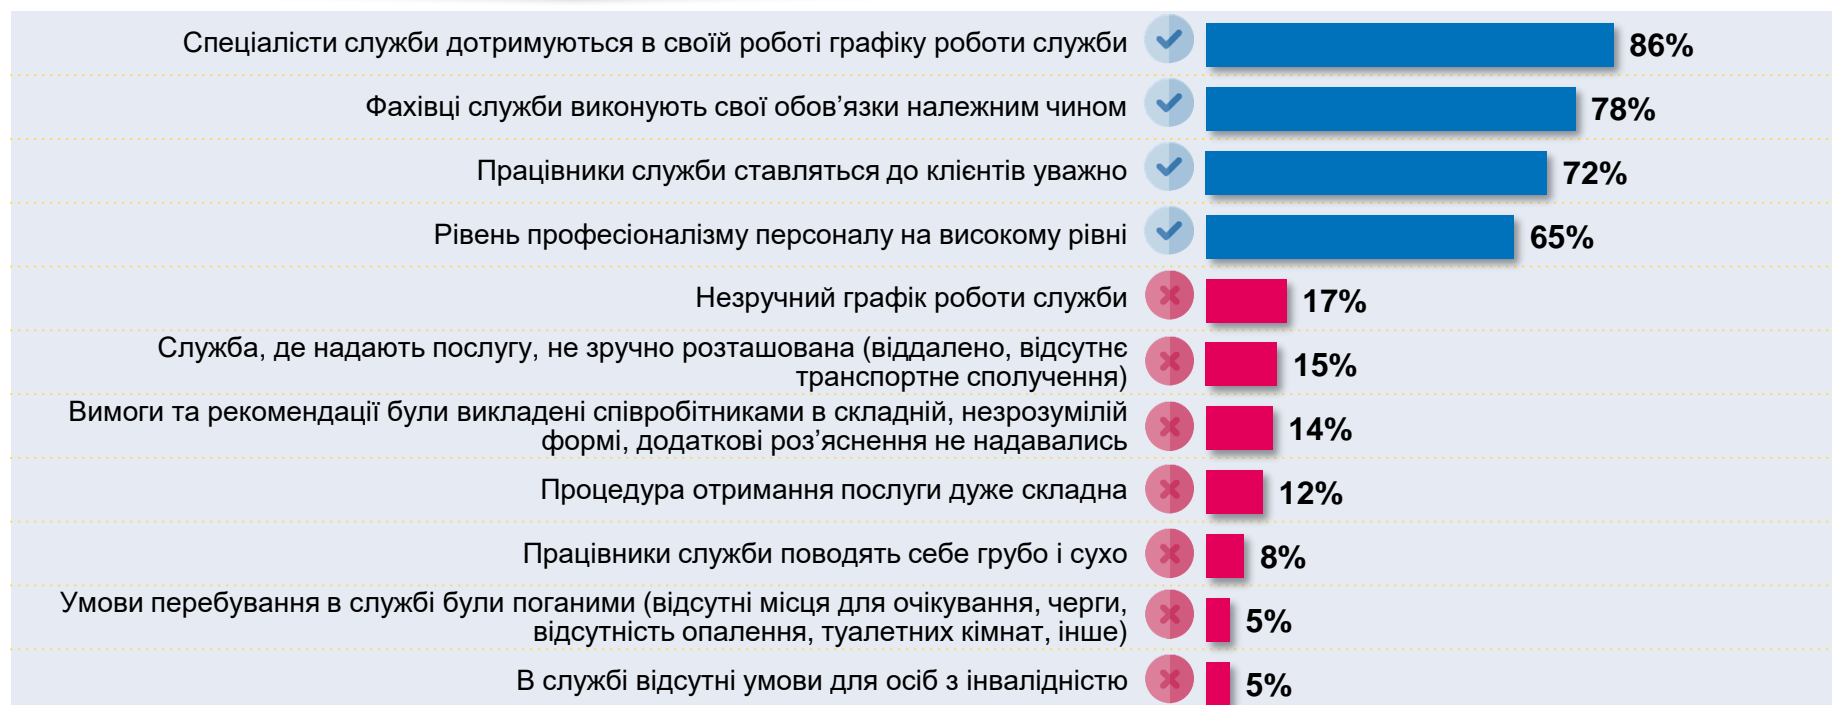 Спеціалісти служби дотримуються в своїй роботі графіку роботи служби 86%
Фахівці служби виконують свої обов’язки належним чином 78%
Працівники служби ставляться до клієнтів уважно 72%
Рівень професіоналізму персоналу на високому рівні 65%
Незручний графік роботи служби 17%
Служба, де надають послугу, не зручно розташована (віддалено, відсутнє
транспортне сполучення) 15%
Вимоги та рекомендації були викладені співробітниками в складній, незрозумілій
формі, додаткові роз’яснення не надавались 14%
Процедура отримання послуги дуже складна 12%
Працівники служби поводять себе грубо і сухо 8%
Умови перебування в службі були поганими (відсутні місця для очікування, черги,
відсутність опалення, туалетних кімнат, інше) 5%
В службі відсутні умови для осіб з інвалідністю 5%